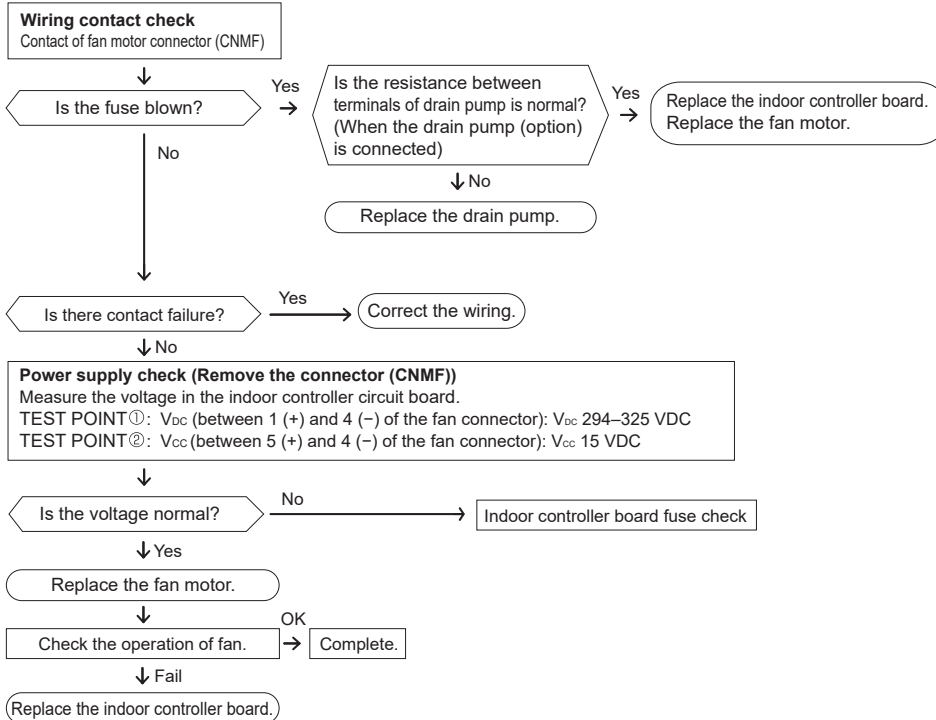 Wiring contact check
Contact of fan motor connector (CNMF)
Is the fuse blown?
Yes
Is the resistance between
terminals of drain pump is normal?
(When the drain pump (option)
is connected)
Yes
Replace the indoor controller board.
Replace the fan motor.
No
No
Replace the drain pump.
Is there contact failure?
Yes
Correct the wiring.
No
Power supply check (Remove the connector (CNMF))
Measure the voltage in the indoor controller circuit board.
TEST POINT①: VDC (between 1 (+) and 4 (−) of the fan connector): VDC 294–325 VDC
TEST POINT②: VCC (between 5 (+) and 4 (−) of the fan connector): VCC 15 VDC
Is the voltage normal?
No
Indoor controller board fuse check
Yes
Replace the fan motor.
Check the operation of fan.
OK
Complete.
Fail
Replace the indoor controller board.